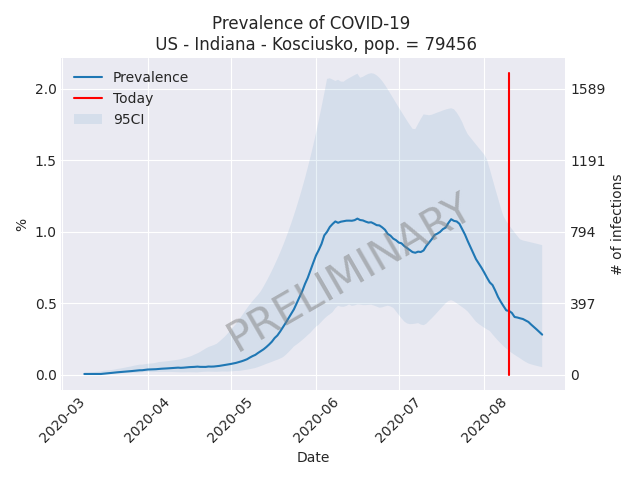 Prevalence of COVID-19
US - Indiana - Kosciusko, pop. = 79456
Prevalence
Today
95CI
2.0
1.5
1.0
0.5
0.0
%
1589
1191
794
397
0
# of infections
PRELIMINARY
2020-03
2020-04
2020-05
2020-06
2020-07
2020-08
Date